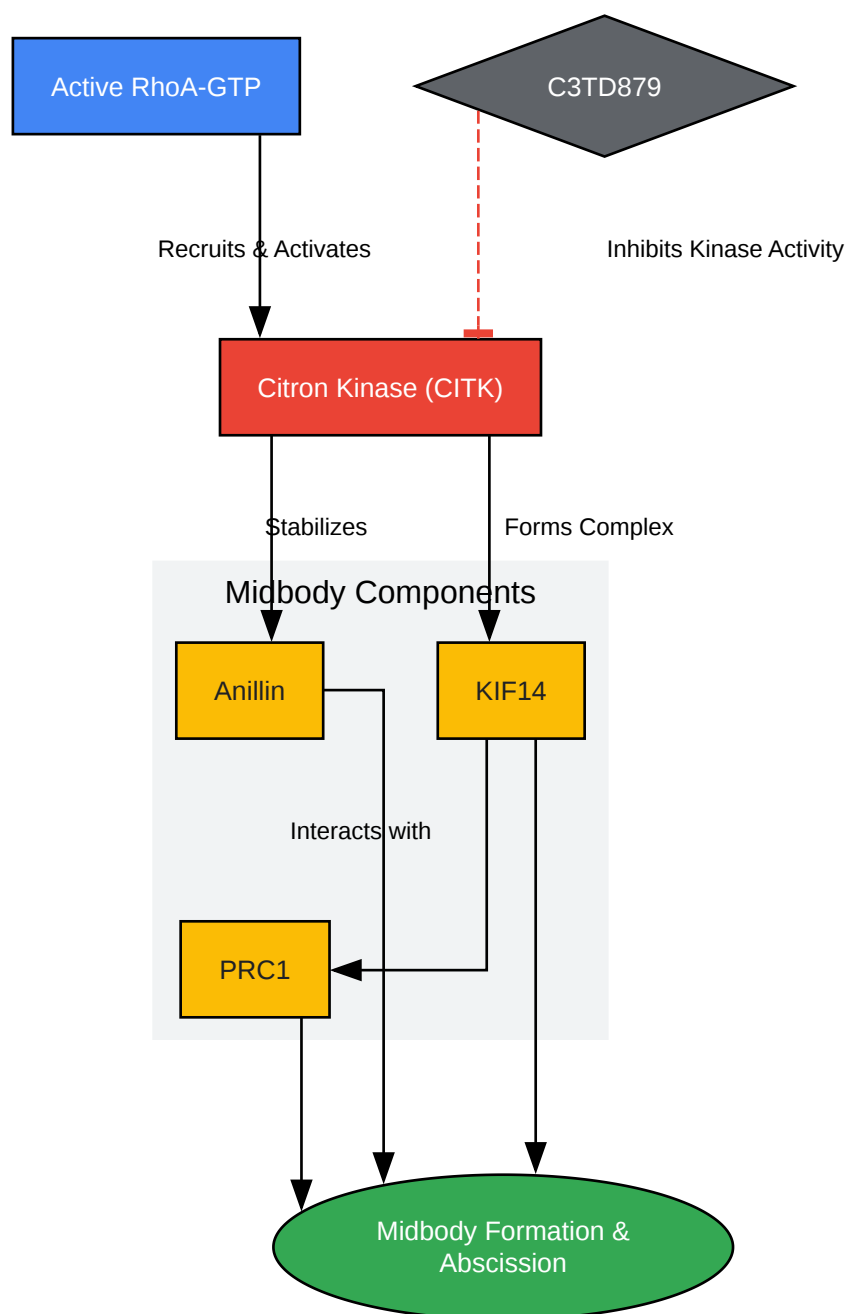 Active RhoA-GTP
C3TD879
Recruits & Activates
Inhibits Kinase Activity
Citron Kinase (CITK)
Stabilizes
Forms Complex
Midbody Components
Anillin
KIF14
Interacts with
PRC1
Midbody Formation &
Abscission